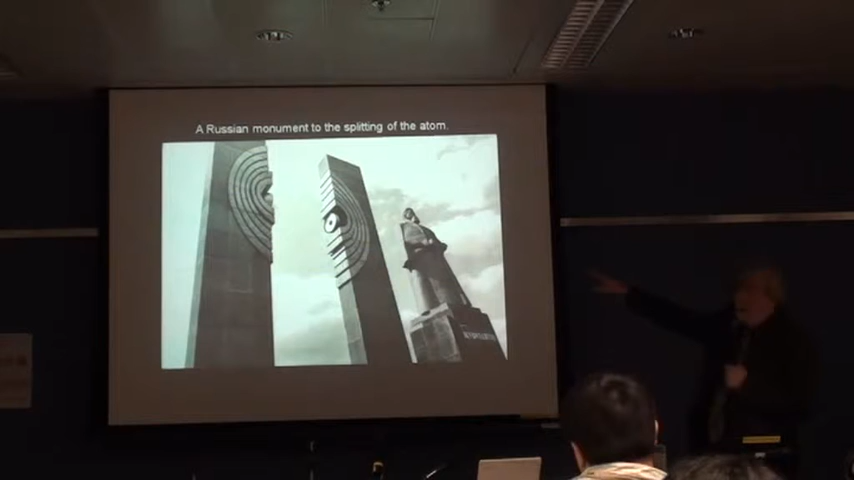 A Russian monument to the splitting of the atom.